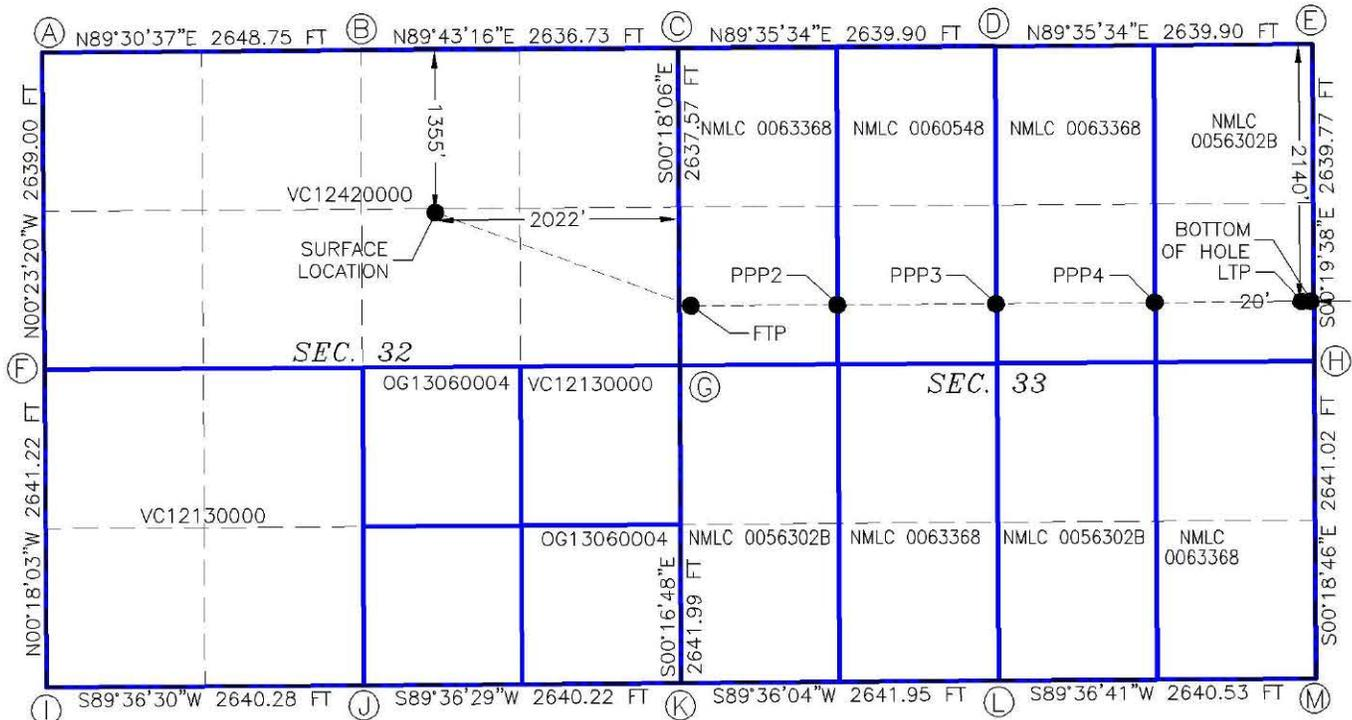 A
N89°30'37"E 2648.75 FT
B
N89°43'16"E 2636.73 FT
C
N89°35'34"E 2639.90 FT
D
N89°35'34"E 2639.90 FT
E
N00°23'20"W 2639.00 FT
1355'
S00°18'06"E
2637.57 FT
NMLC 0063368
NMLC 0060548
NMLC 0063368
NMLC
0056302B
2140'
S00°19'38"E 2639.77 FT
VC12420000
2022'
SURFACE
LOCATION
PPP2
PPP3
PPP4
BOTTOM
OF HOLE
LTP
20'
FTP
SEC. 32
F
OG13060004
VC12130000
G
SEC. 33
H
N00°18'03"W 2641.22 FT
VC12130000
OG13060004
S00°16'48"E
2641.99 FT
NMLC 0056302B
NMLC 0063368
NMLC 0056302B
NMLC
0063368
S00°18'46"E 2641.02 FT
I
S89°36'30"W 2640.28 FT
J
S89°36'29"W 2640.22 FT
K
S89°36'04"W 2641.95 FT
L
S89°36'41"W 2640.53 FT
M